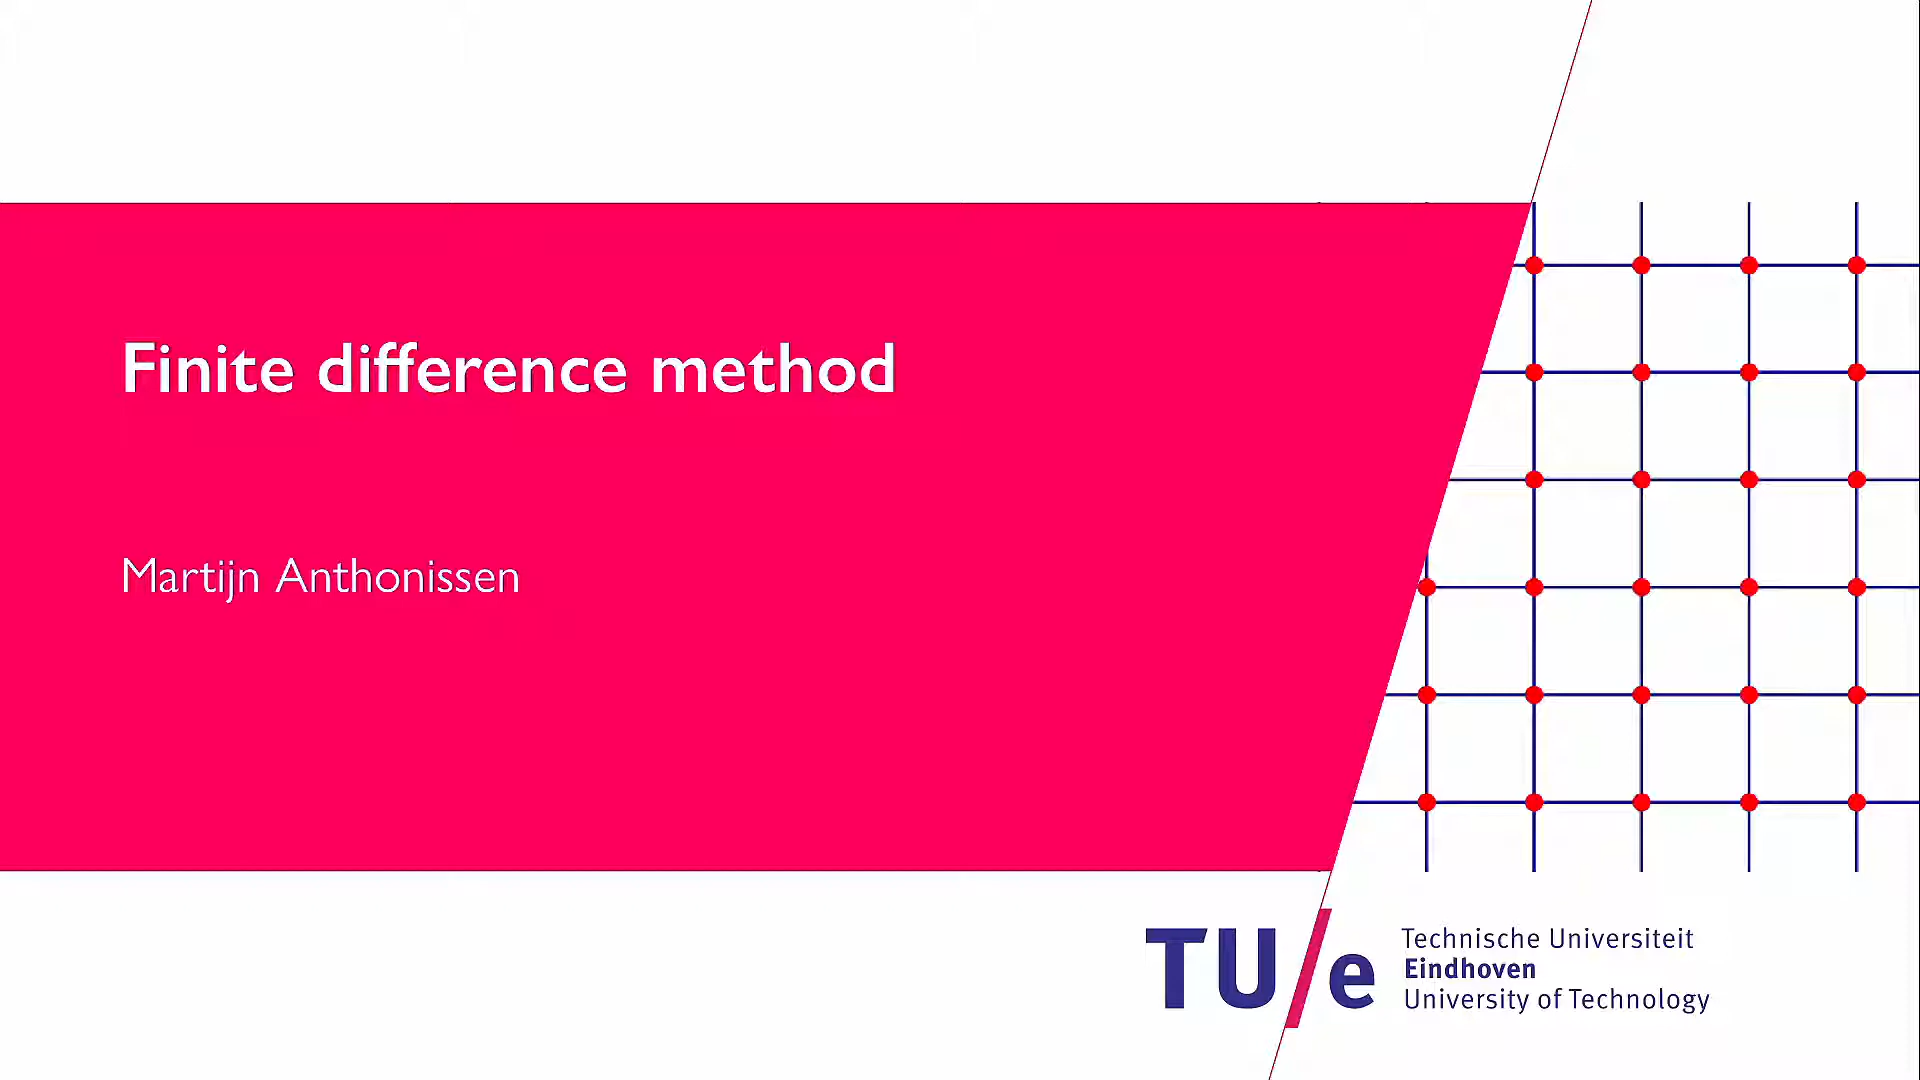 Finite difference method
Martijn Anthonissen
TU/e
Technische Universiteit
Eindhoven
University of Technology